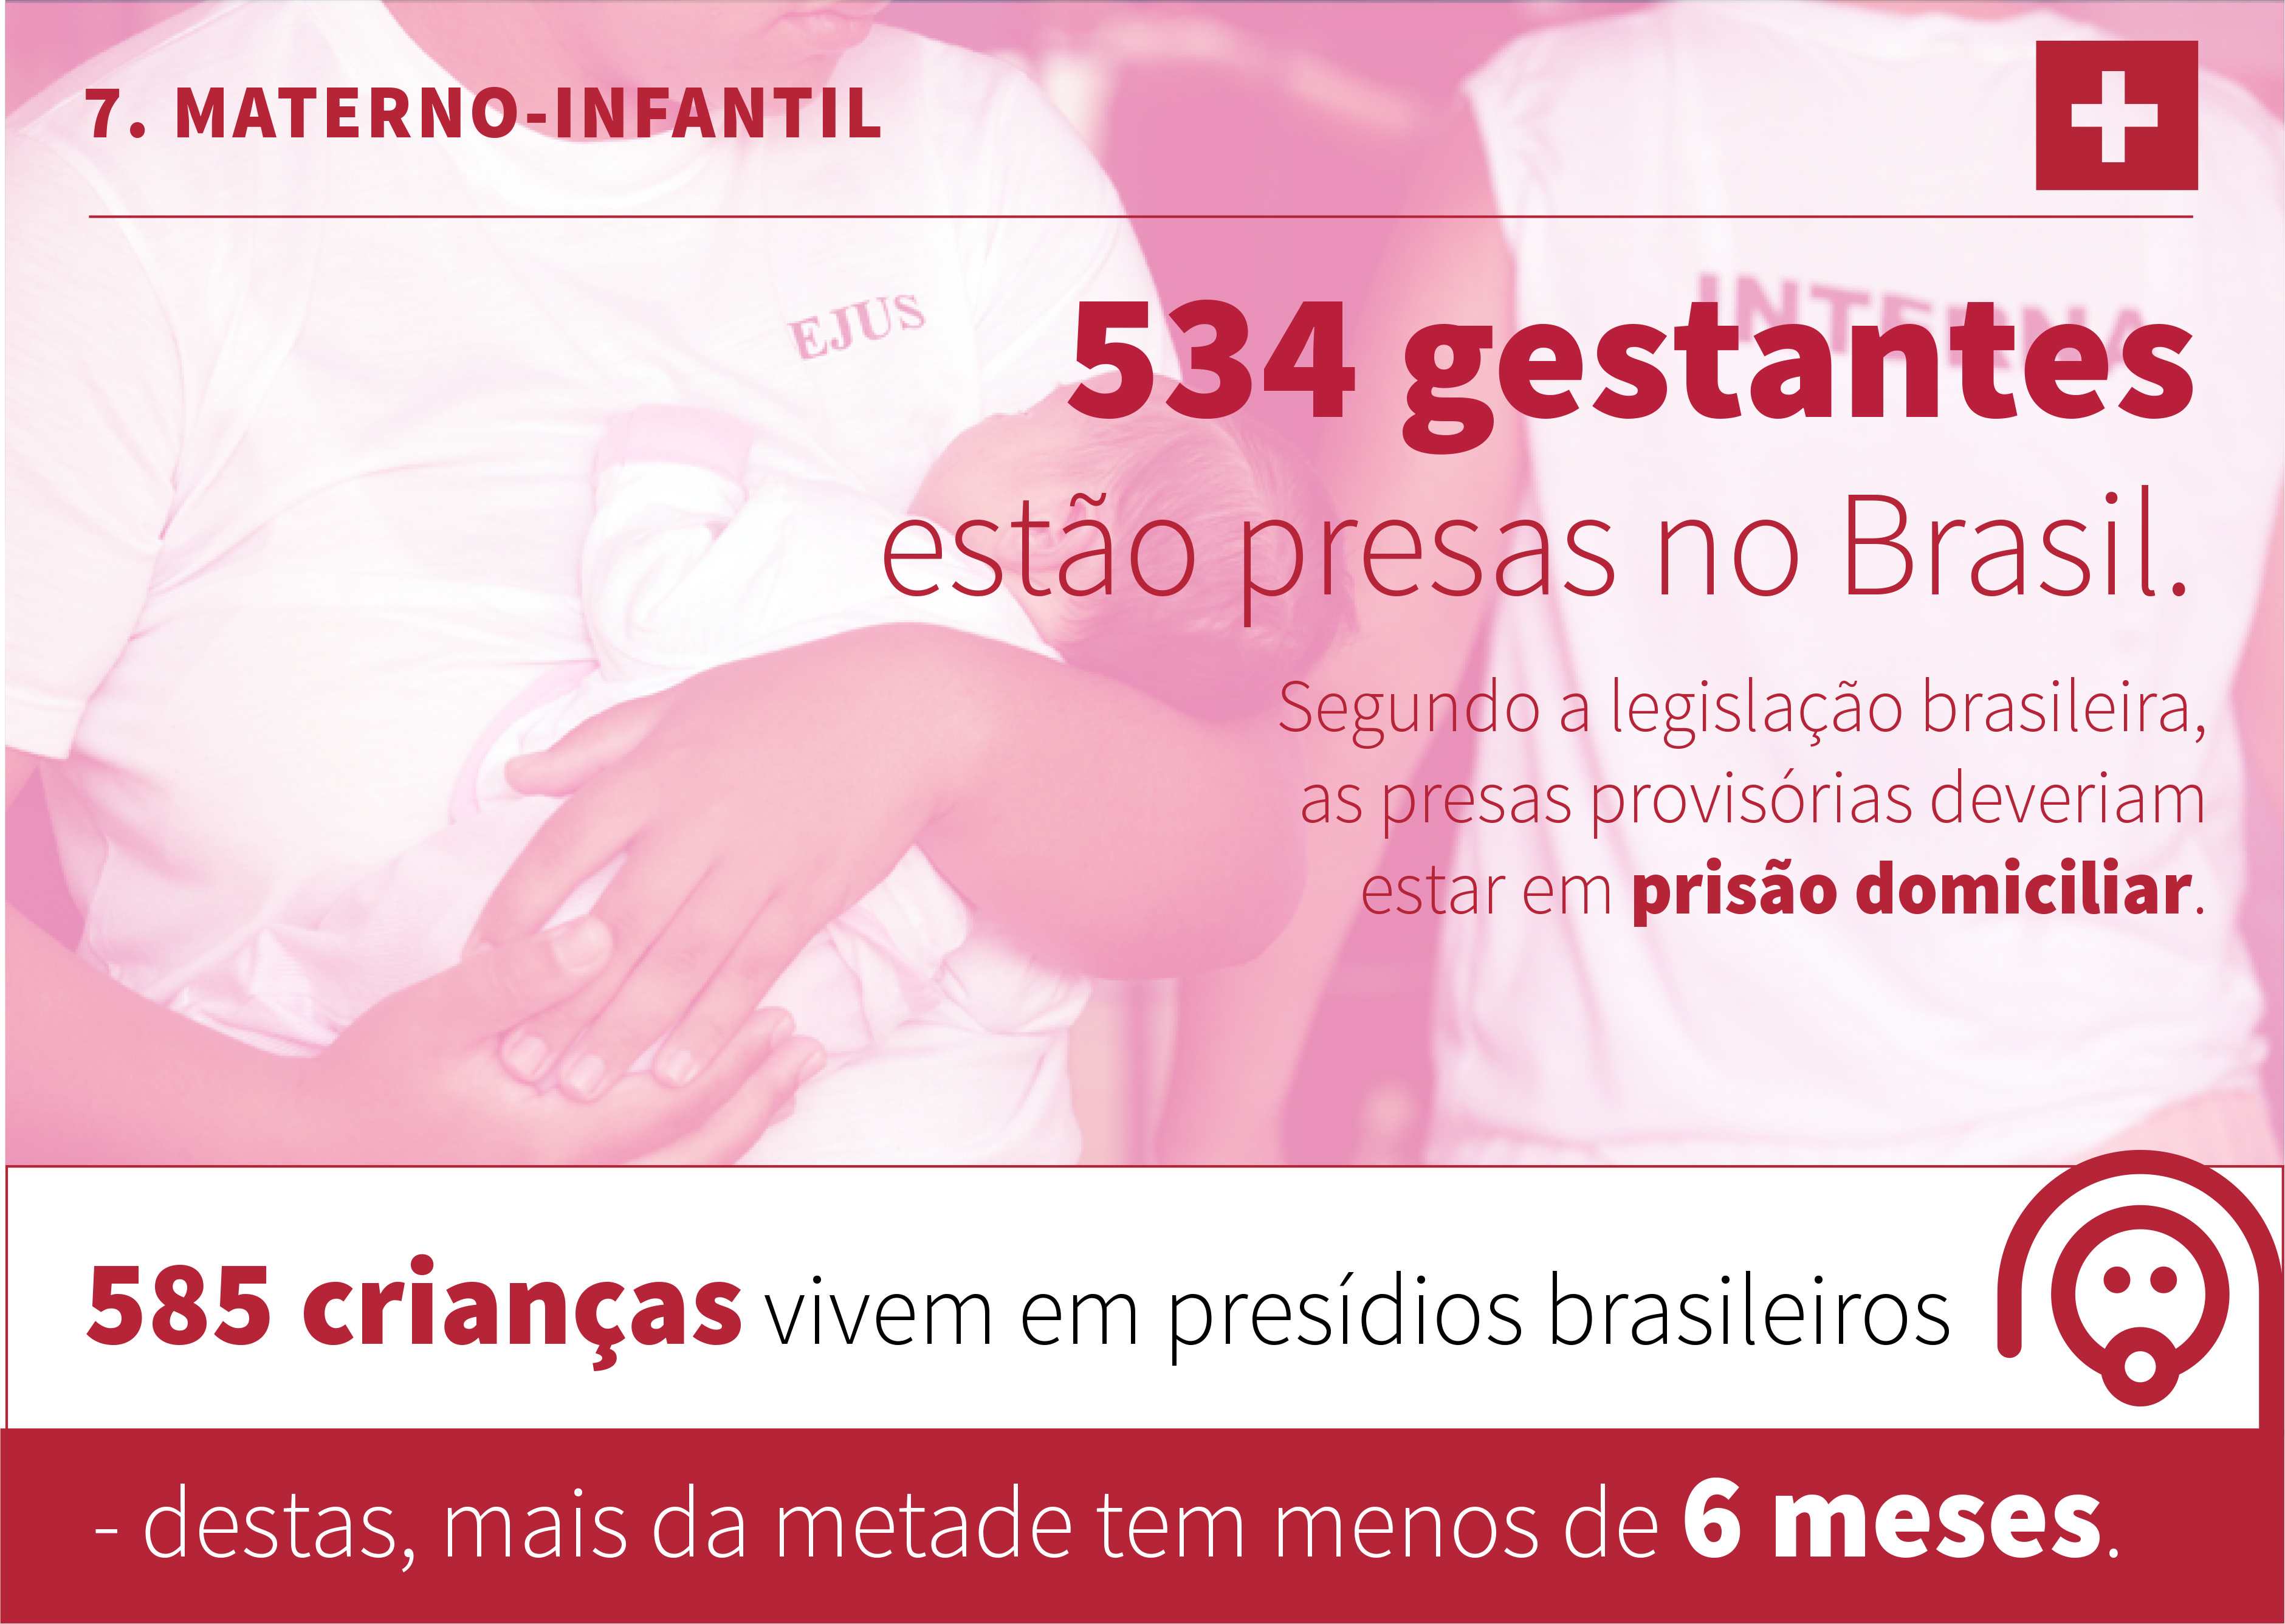 7. MATERNO-INFANTIL
EJUS
INTERNA
534 gestantes
estão presas no Brasil.
Segundo a legislação brasileira,
as presas provisórias deveriam
estar em prisão domiciliar.
585 crianças vivem em presídios brasileiros
- destas, mais da metade tem menos de 6 meses.